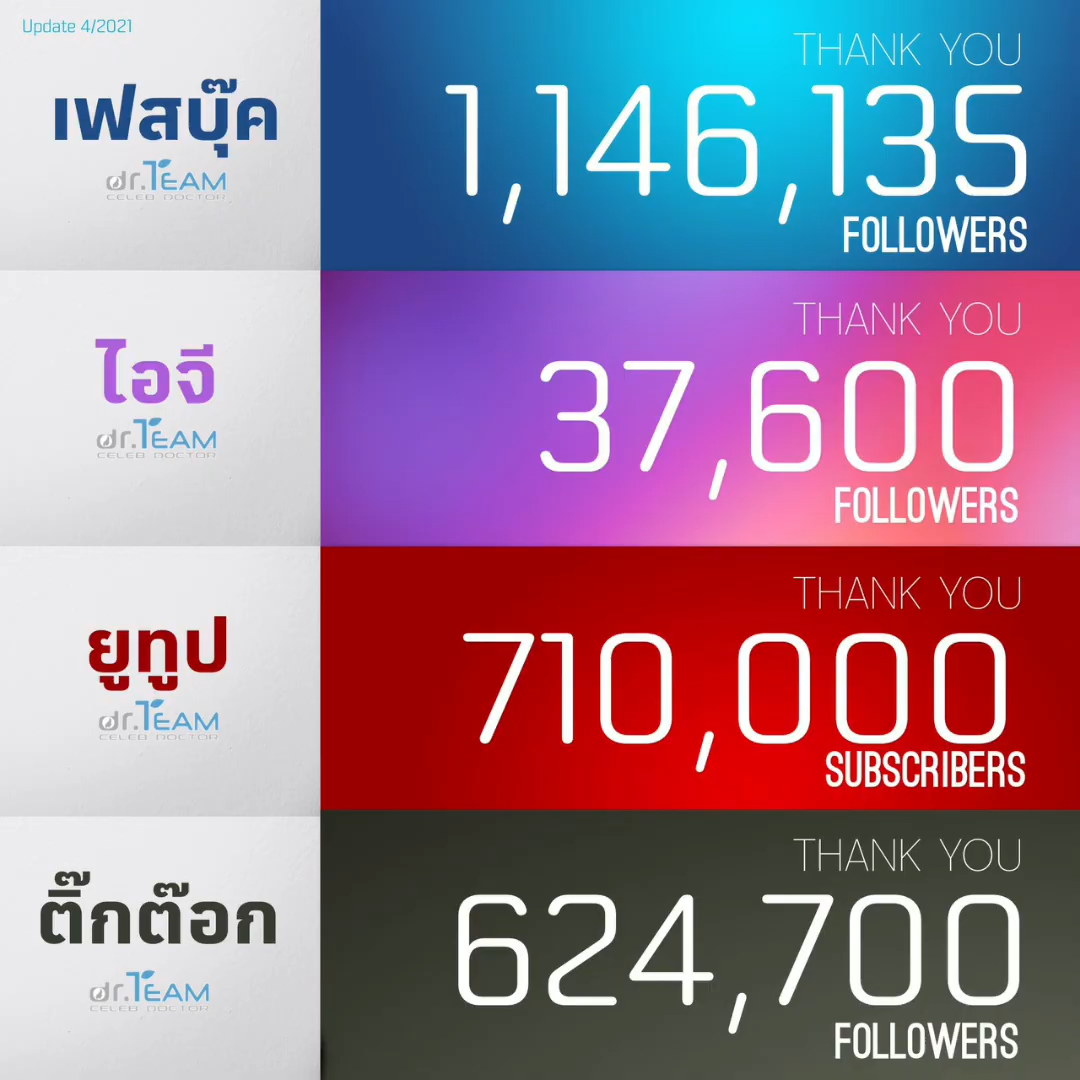 Update 4/2021
เฟสบุ๊ค
dr.TEAM
CELEB DOCTOR
THANK YOU
1,146,135
FOLLOWERS
ไอจี
dr.TEAM
CELEB DOCTOR
THANK YOU
37,600
FOLLOWERS
ยูทูป
dr.TEAM
CELEB DOCTOR
THANK YOU
710,000
SUBSCRIBERS
ติ๊กต๊อก
dr.TEAM
CELEB DOCTOR
THANK YOU
624,700
FOLLOWERS